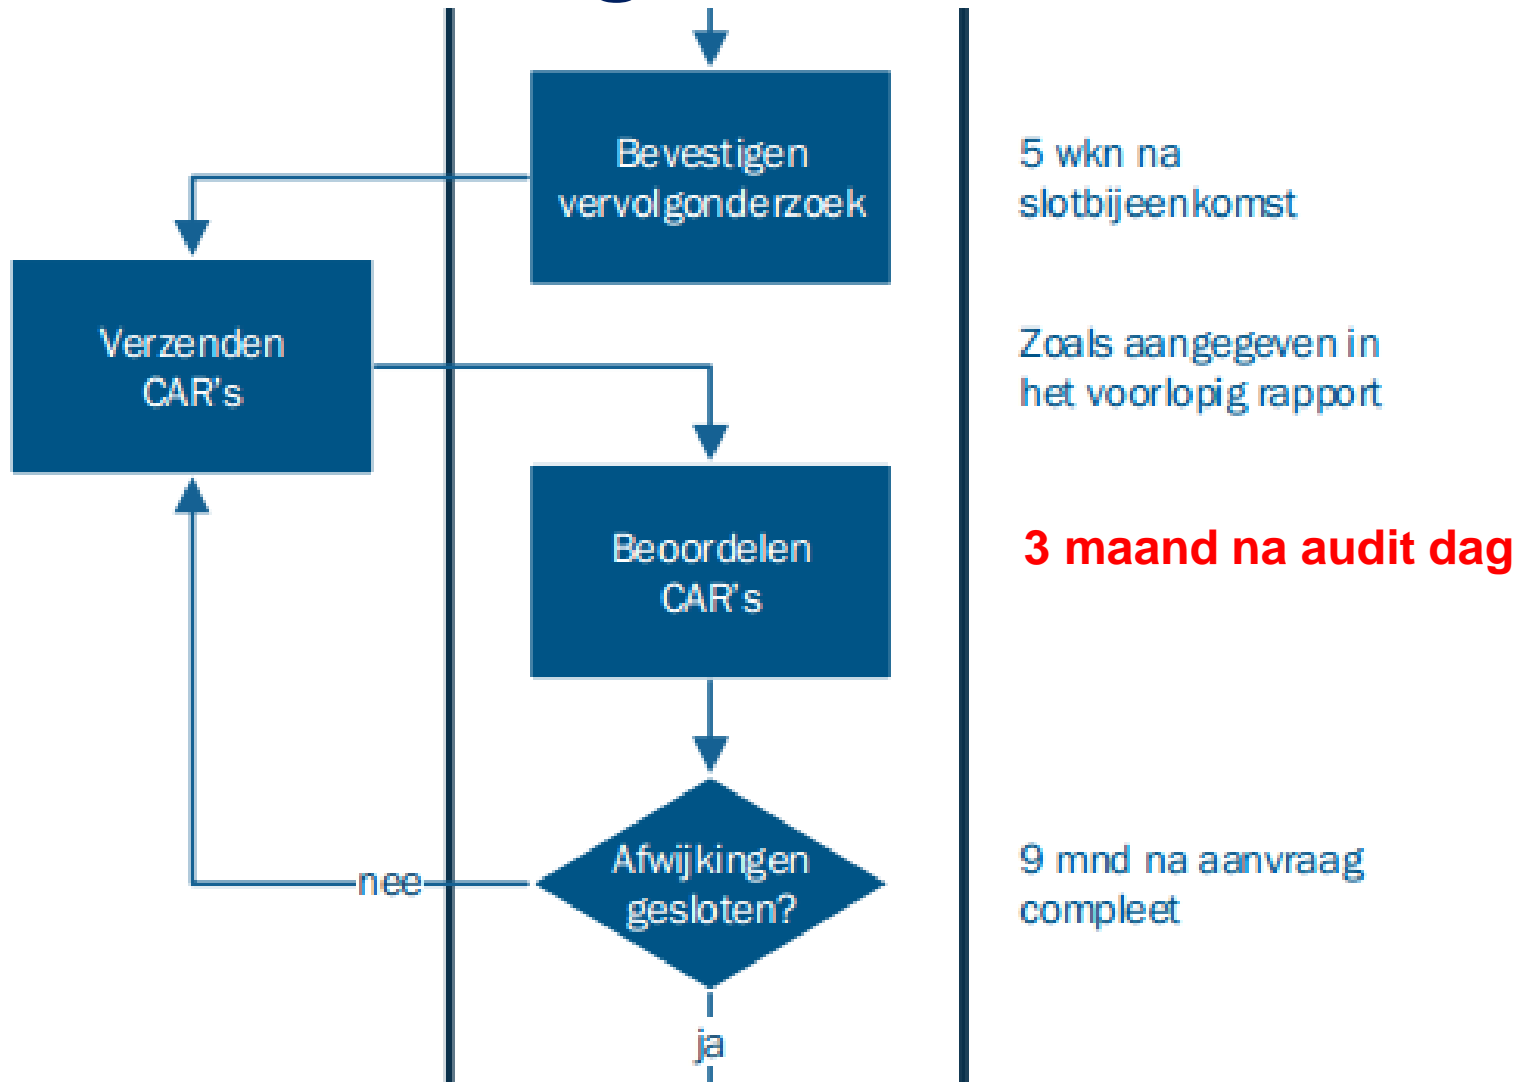 Bevestigen
vervolgonderzoek
5 wkn na
slotbijeenkomst
Verzenden
CAR's
Zoals aangegeven in
het voorlopig rapport
Beoordelen
CAR's
3 maand na audit dag
Afwijkingen
gesloten?
nee
9 mnd na aanvraag
compleet
ja